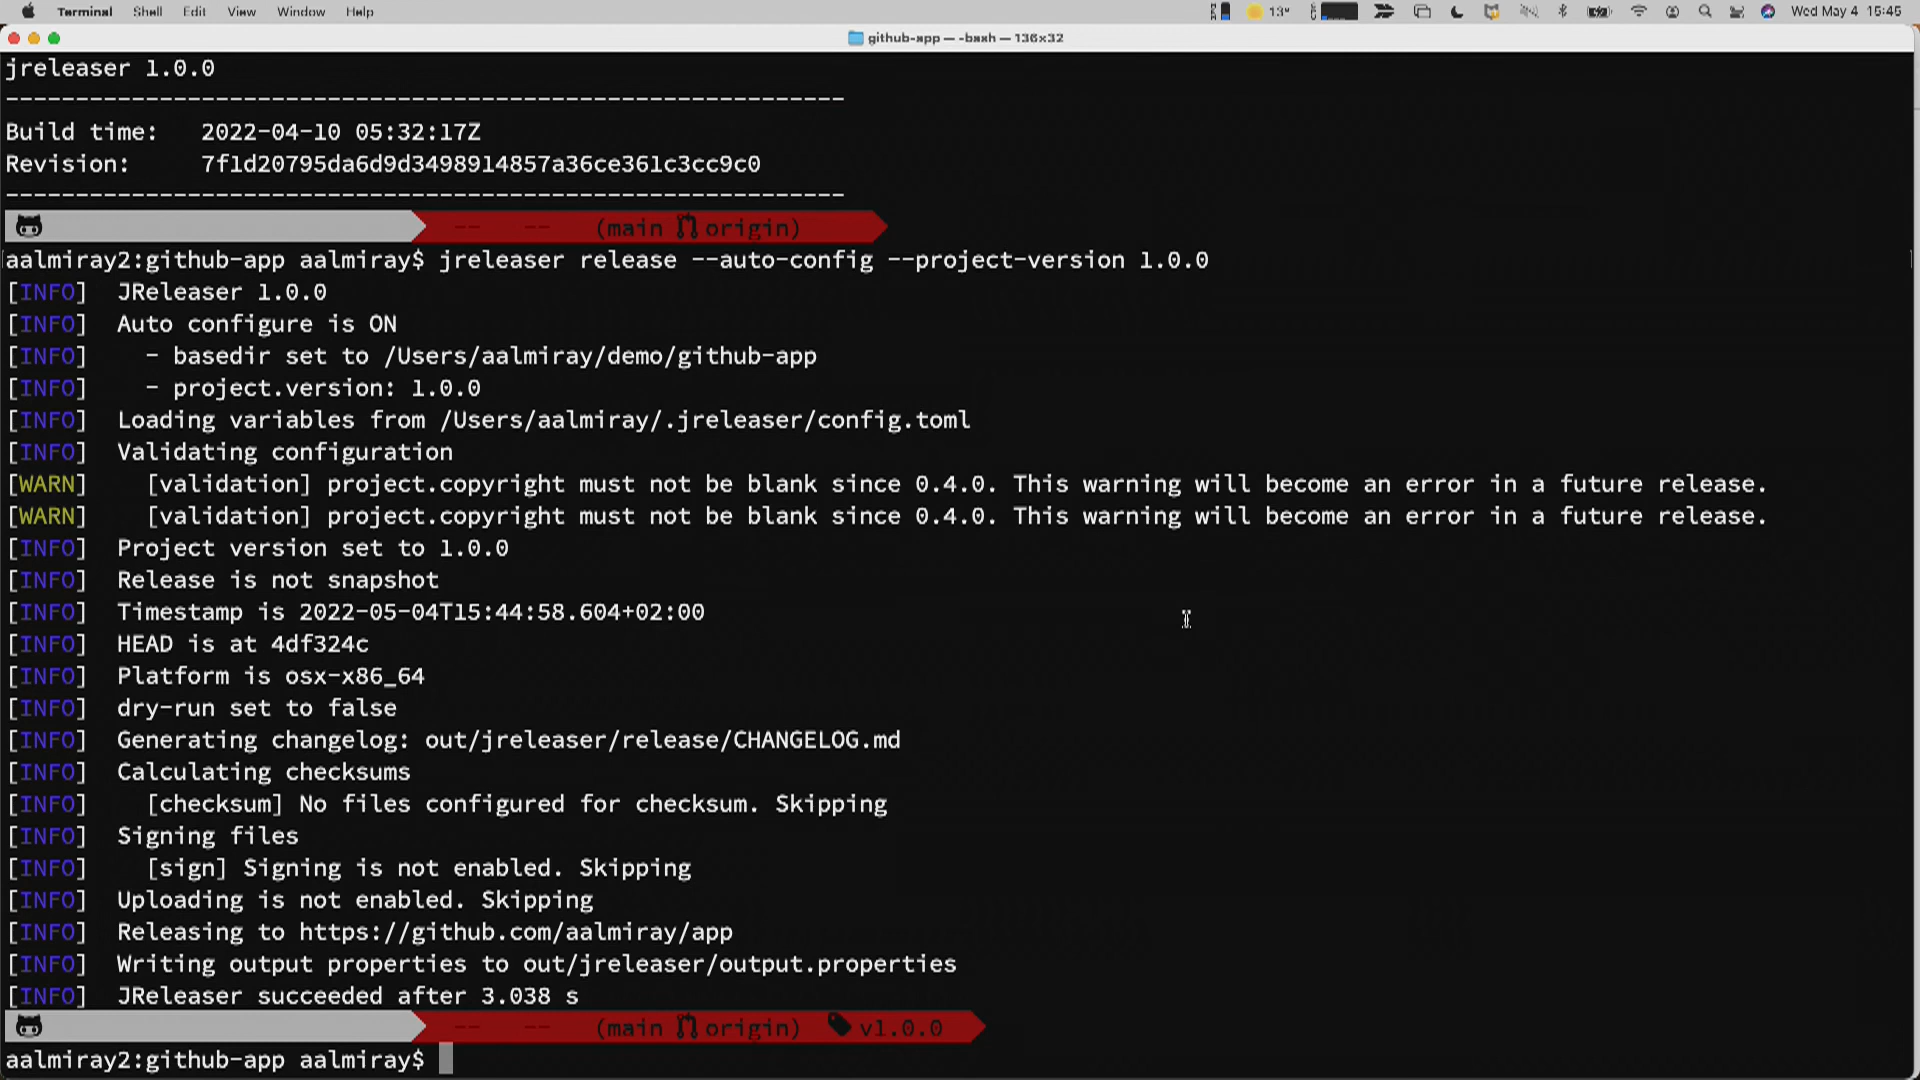 Terminal Shell Edit View Window Help 13° Wed May 4 15:45
github-app — -bash — 136×32
jreleaser 1.0.0
------------------------------------------------------------
Build time:   2022-04-10 05:32:17Z
Revision:     7f1d20795da6d9d3498914857a36ce361c3cc9c0
------------------------------------------------------------
-- -- (main origin)
aalmiray2:github-app aalmiray$ jreleaser release --auto-config --project-version 1.0.0
[INFO]  JReleaser 1.0.0
[INFO]  Auto configure is ON
[INFO]    - basedir set to /Users/aalmiray/demo/github-app
[INFO]    - project.version: 1.0.0
[INFO]  Loading variables from /Users/aalmiray/.jreleaser/config.toml
[INFO]  Validating configuration
[WARN]    [validation] project.copyright must not be blank since 0.4.0. This warning will become an error in a future release.
[WARN]    [validation] project.copyright must not be blank since 0.4.0. This warning will become an error in a future release.
[INFO]  Project version set to 1.0.0
[INFO]  Release is not snapshot
[INFO]  Timestamp is 2022-05-04T15:44:58.604+02:00
[INFO]  HEAD is at 4df324c
[INFO]  Platform is osx-x86_64
[INFO]  dry-run set to false
[INFO]  Generating changelog: out/jreleaser/release/CHANGELOG.md
[INFO]  Calculating checksums
[INFO]    [checksum] No files configured for checksum. Skipping
[INFO]  Signing files
[INFO]    [sign] Signing is not enabled. Skipping
[INFO]  Uploading is not enabled. Skipping
[INFO]  Releasing to https://github.com/aalmiray/app
[INFO]  Writing output properties to out/jreleaser/output.properties
[INFO]  JReleaser succeeded after 3.038 s
-- -- (main origin) v1.0.0
aalmiray2:github-app aalmiray$